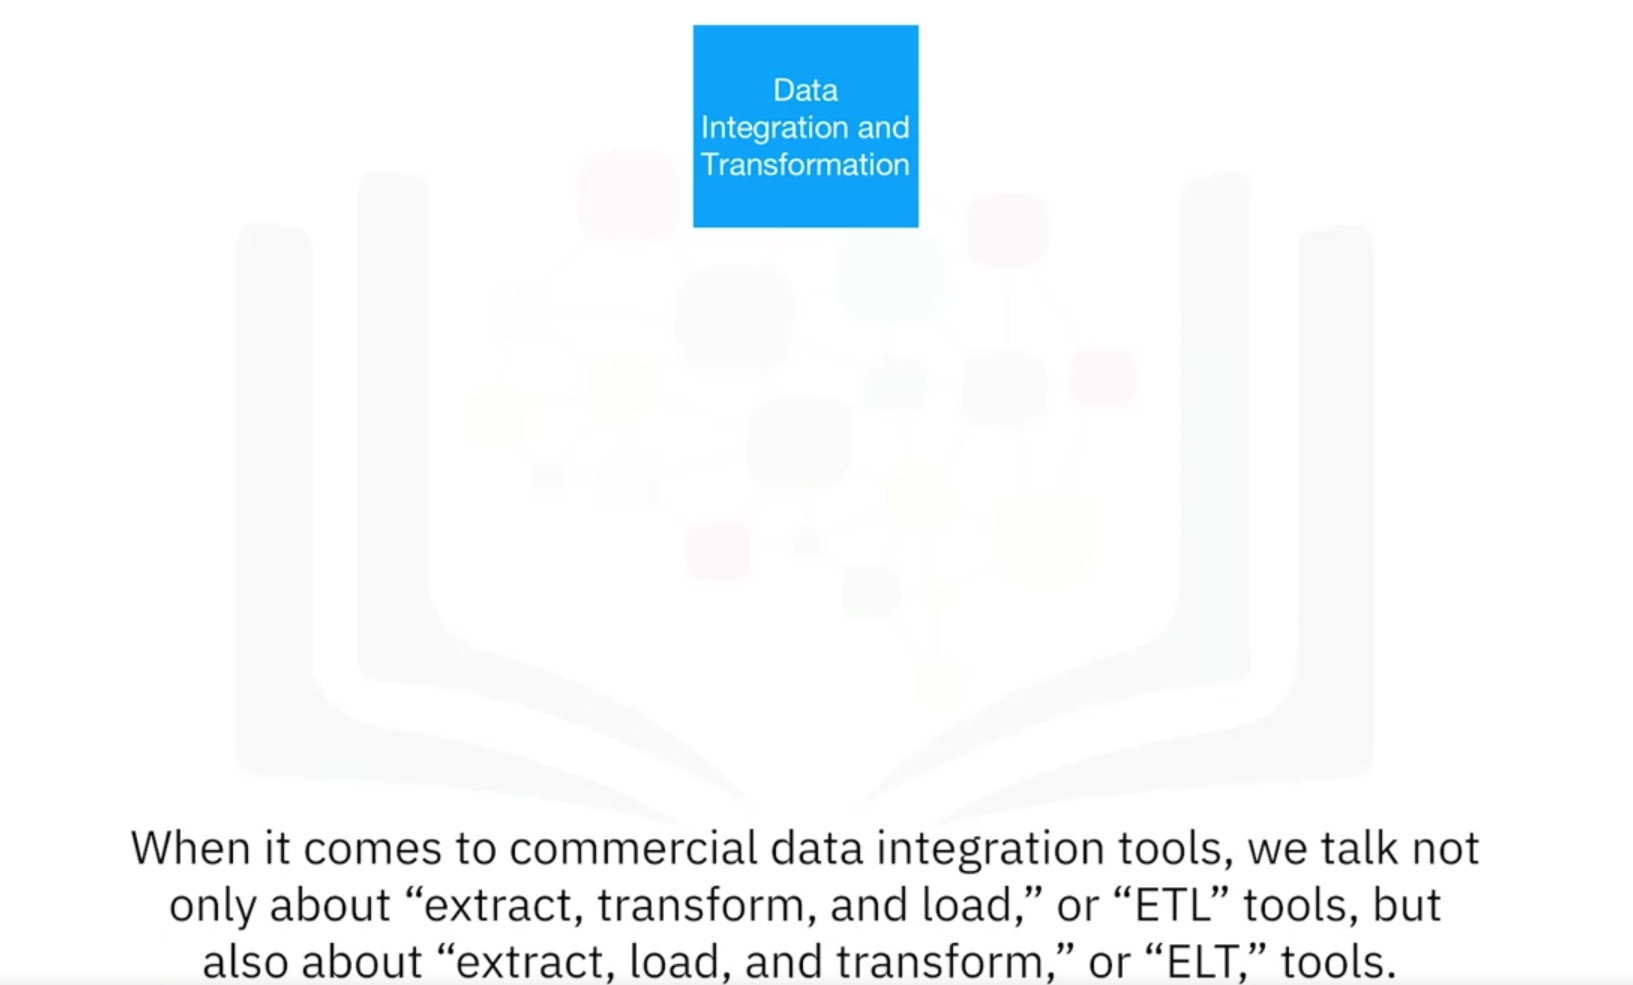 Data
Integration and
Transformation
When it comes to commercial data integration tools, we talk not
only about “extract, transform, and load,” or “ETL” tools, but
also about “extract, load, and transform,” or “ELT,” tools.